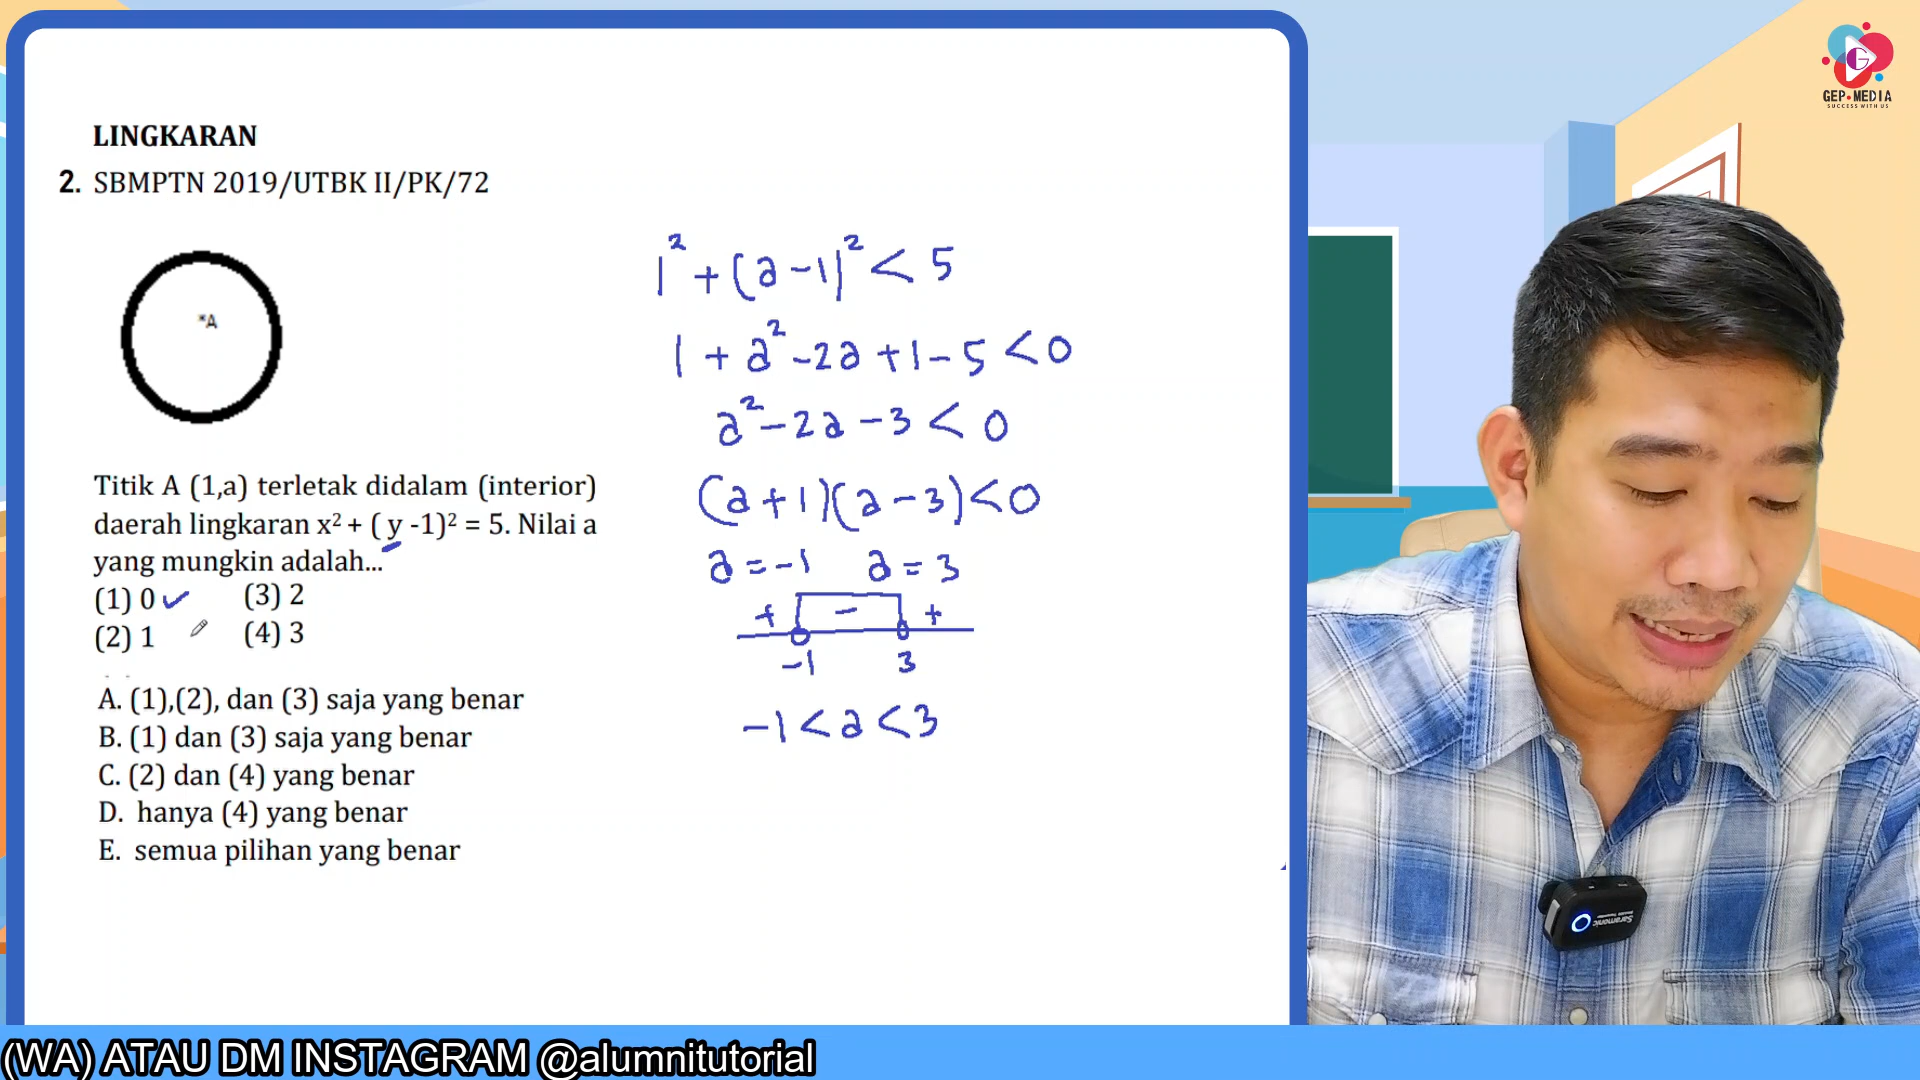 LINGKARAN
2. SBMPTN 2019/UTBK II/PK/72
*A
Titik A (1,a) terletak didalam (interior)
daerah lingkaran x² + ( y -1)² = 5. Nilai a
yang mungkin adalah...
(1) 0 ✓ (3) 2
(2) 1 (4) 3
A. (1),(2), dan (3) saja yang benar
B. (1) dan (3) saja yang benar
C. (2) dan (4) yang benar
D. hanya (4) yang benar
E. semua pilihan yang benar
1² + (a - 1)² < 5
1 + a² - 2a + 1 - 5 < 0
a² - 2a - 3 < 0
(a + 1)(a - 3) < 0
a = -1 a = 3
+ - +
-1 3
-1 < a < 3
G
GEP•MEDIA
SUCCESS WITH US
Saramonic
(WA) ATAU DM INSTAGRAM @alumnitutorial